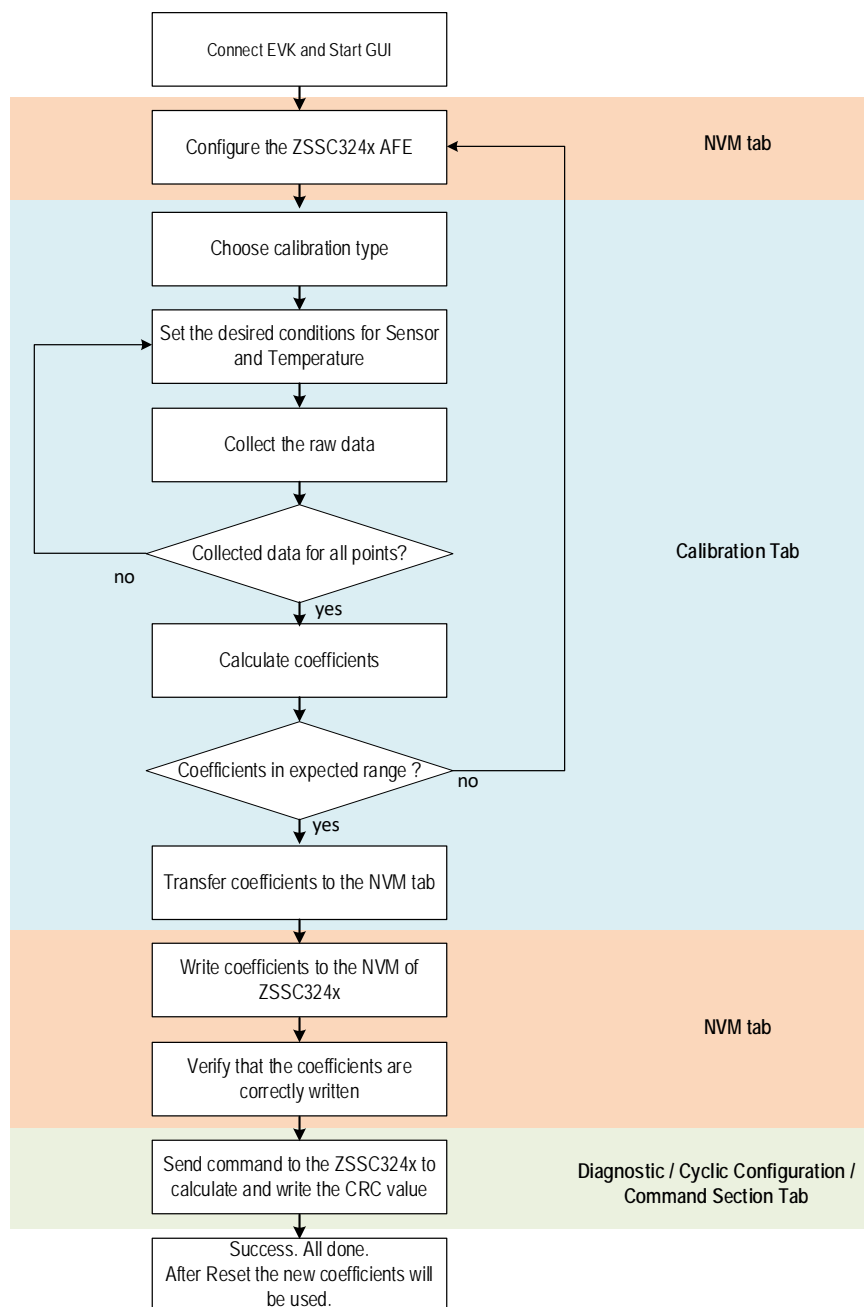 Connect EVK and Start GUI
Configure the ZSSC324x AFE
NVM tab
Choose calibration type
Set the desired conditions for Sensor
and Temperature
Collect the raw data
Collected data for all points?
no
yes
Calibration Tab
Calculate coefficients
Coefficients in expected range ?
no
yes
Transfer coefficients to the NVM tab
Write coefficients to the NVM of
ZSSC324x
NVM tab
Verify that the coefficients are
correctly written
Send command to the ZSSC324x to
calculate and write the CRC value
Diagnostic / Cyclic Configuration /
Command Section Tab
Success. All done.
After Reset the new coefficients will
be used.